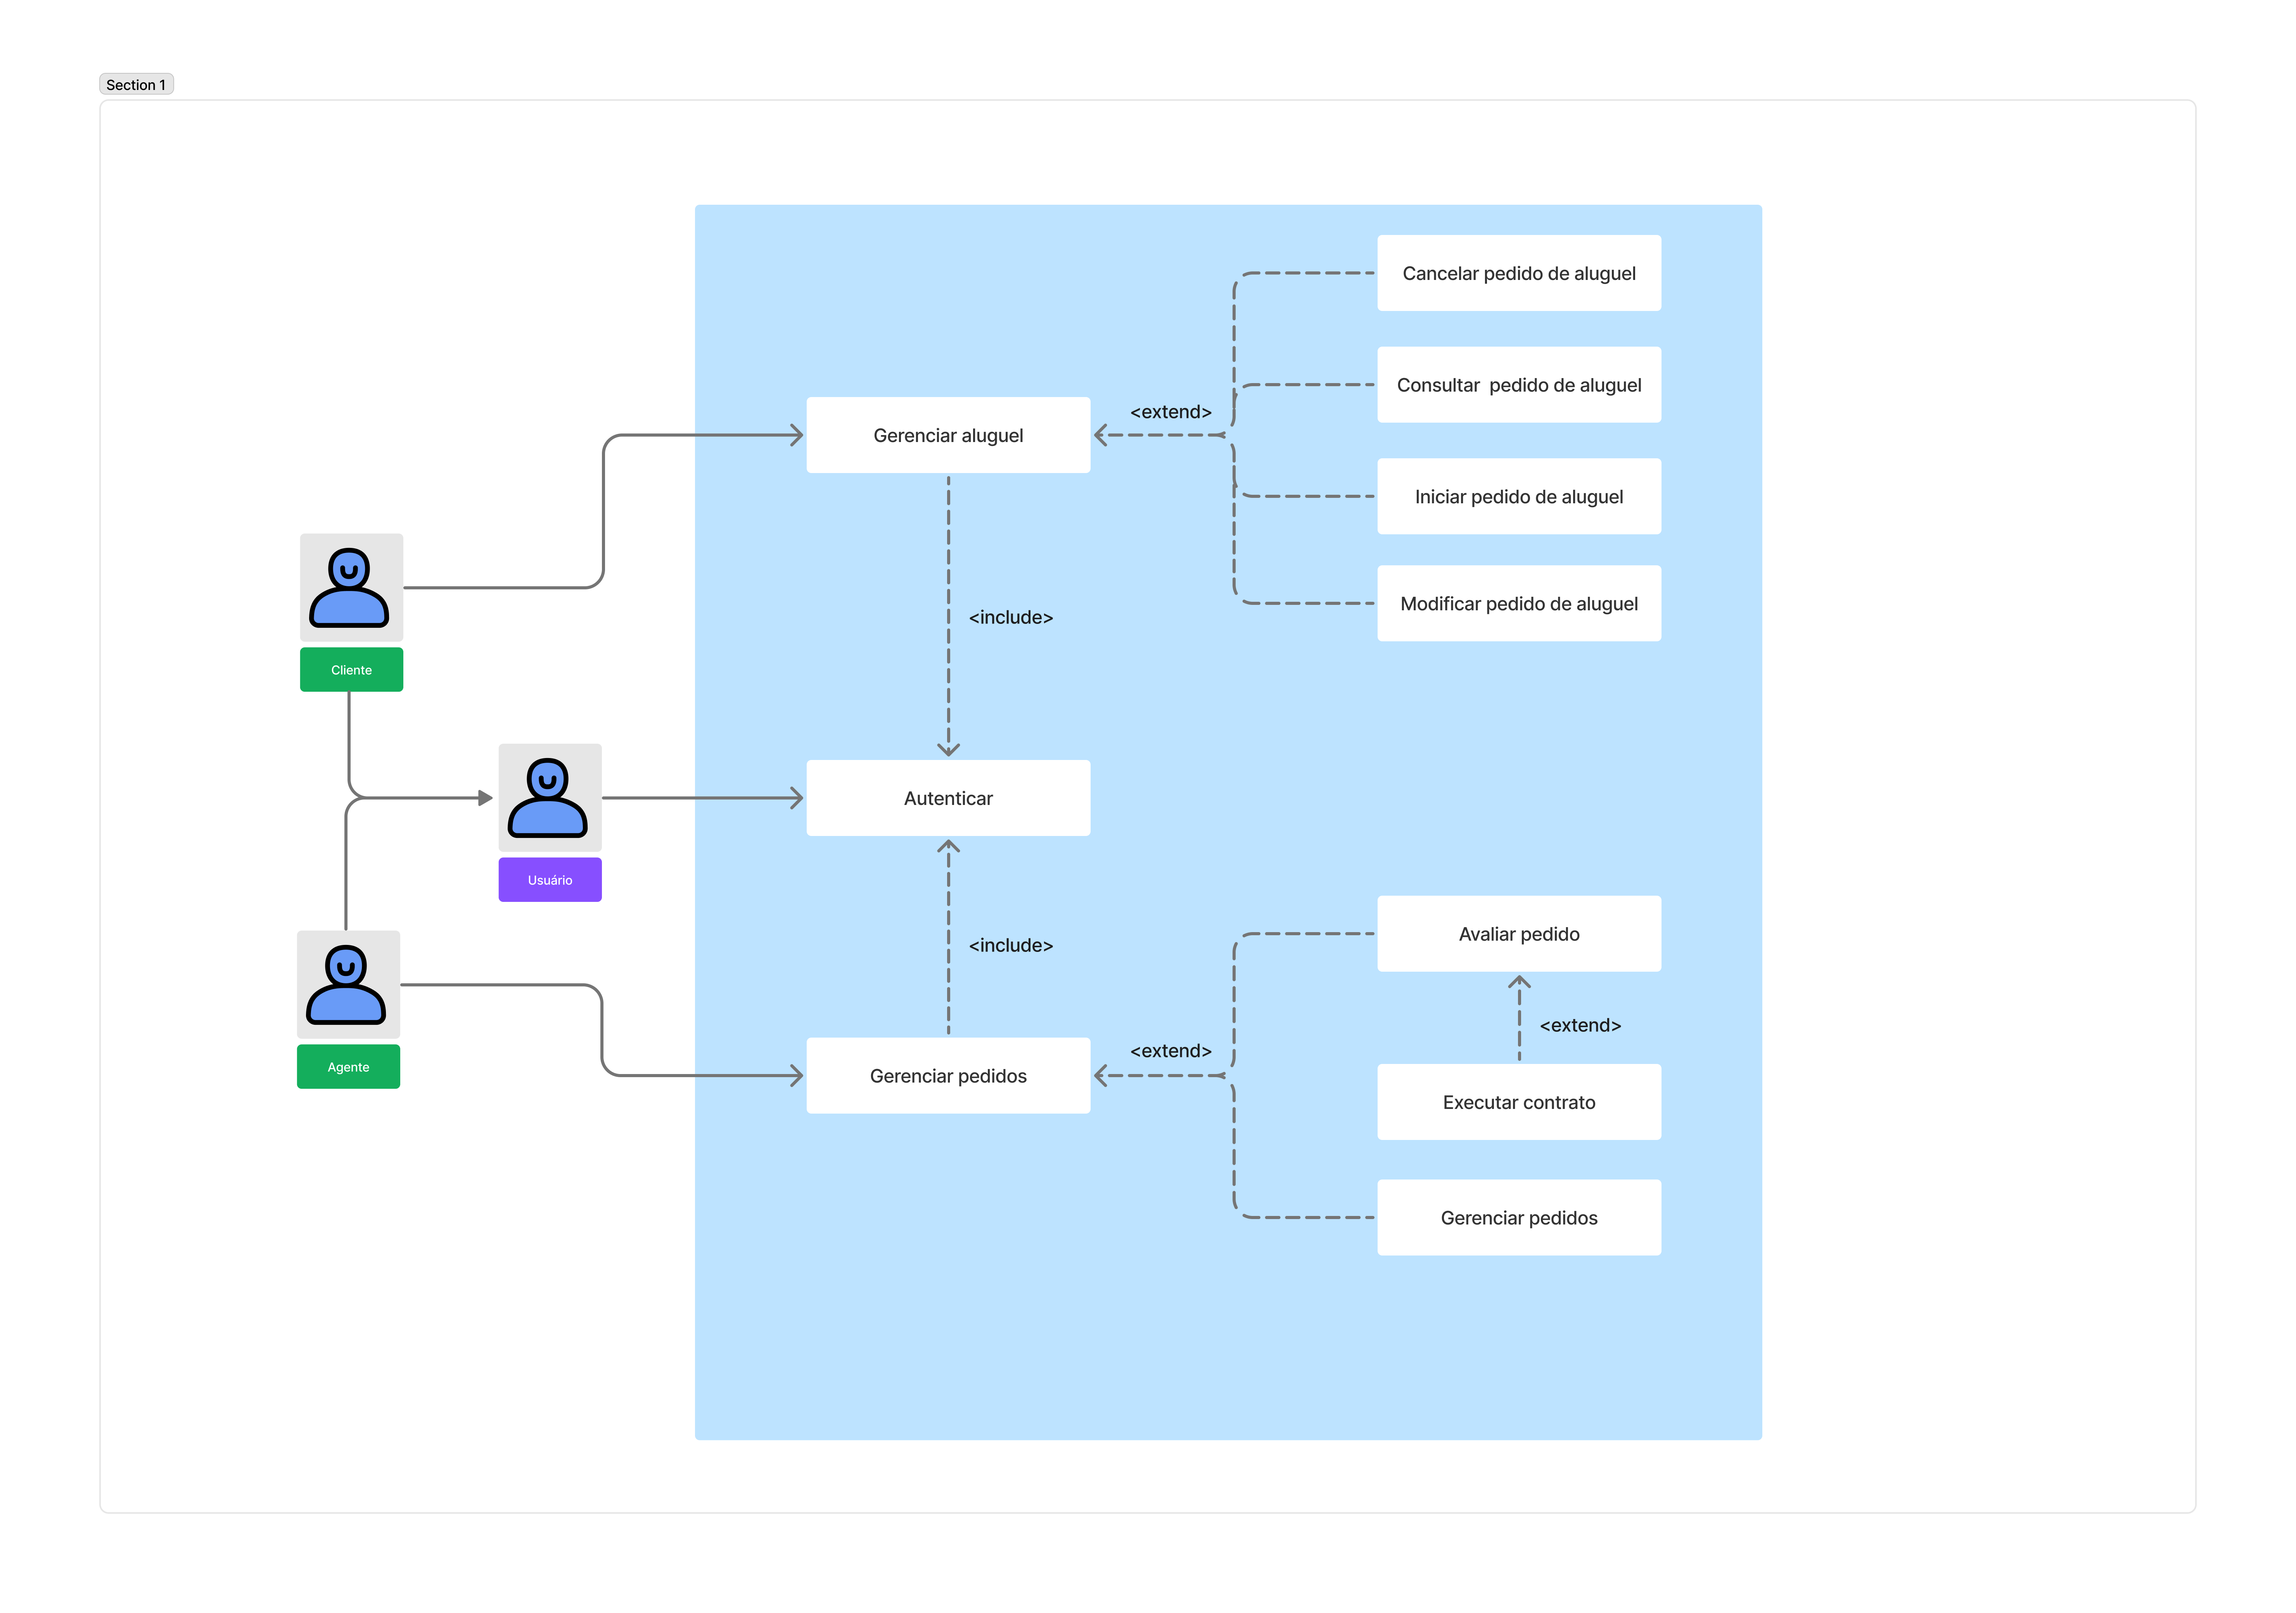 Section 1
Cancelar pedido de aluguel
Consultar  pedido de aluguel
<extend>
Gerenciar aluguel
Iniciar pedido de aluguel
Modificar pedido de aluguel
<include>
Cliente
Autenticar
Usuário
Avaliar pedido
<include>
<extend>
<extend>
Agente
Gerenciar pedidos
Executar contrato
Gerenciar pedidos